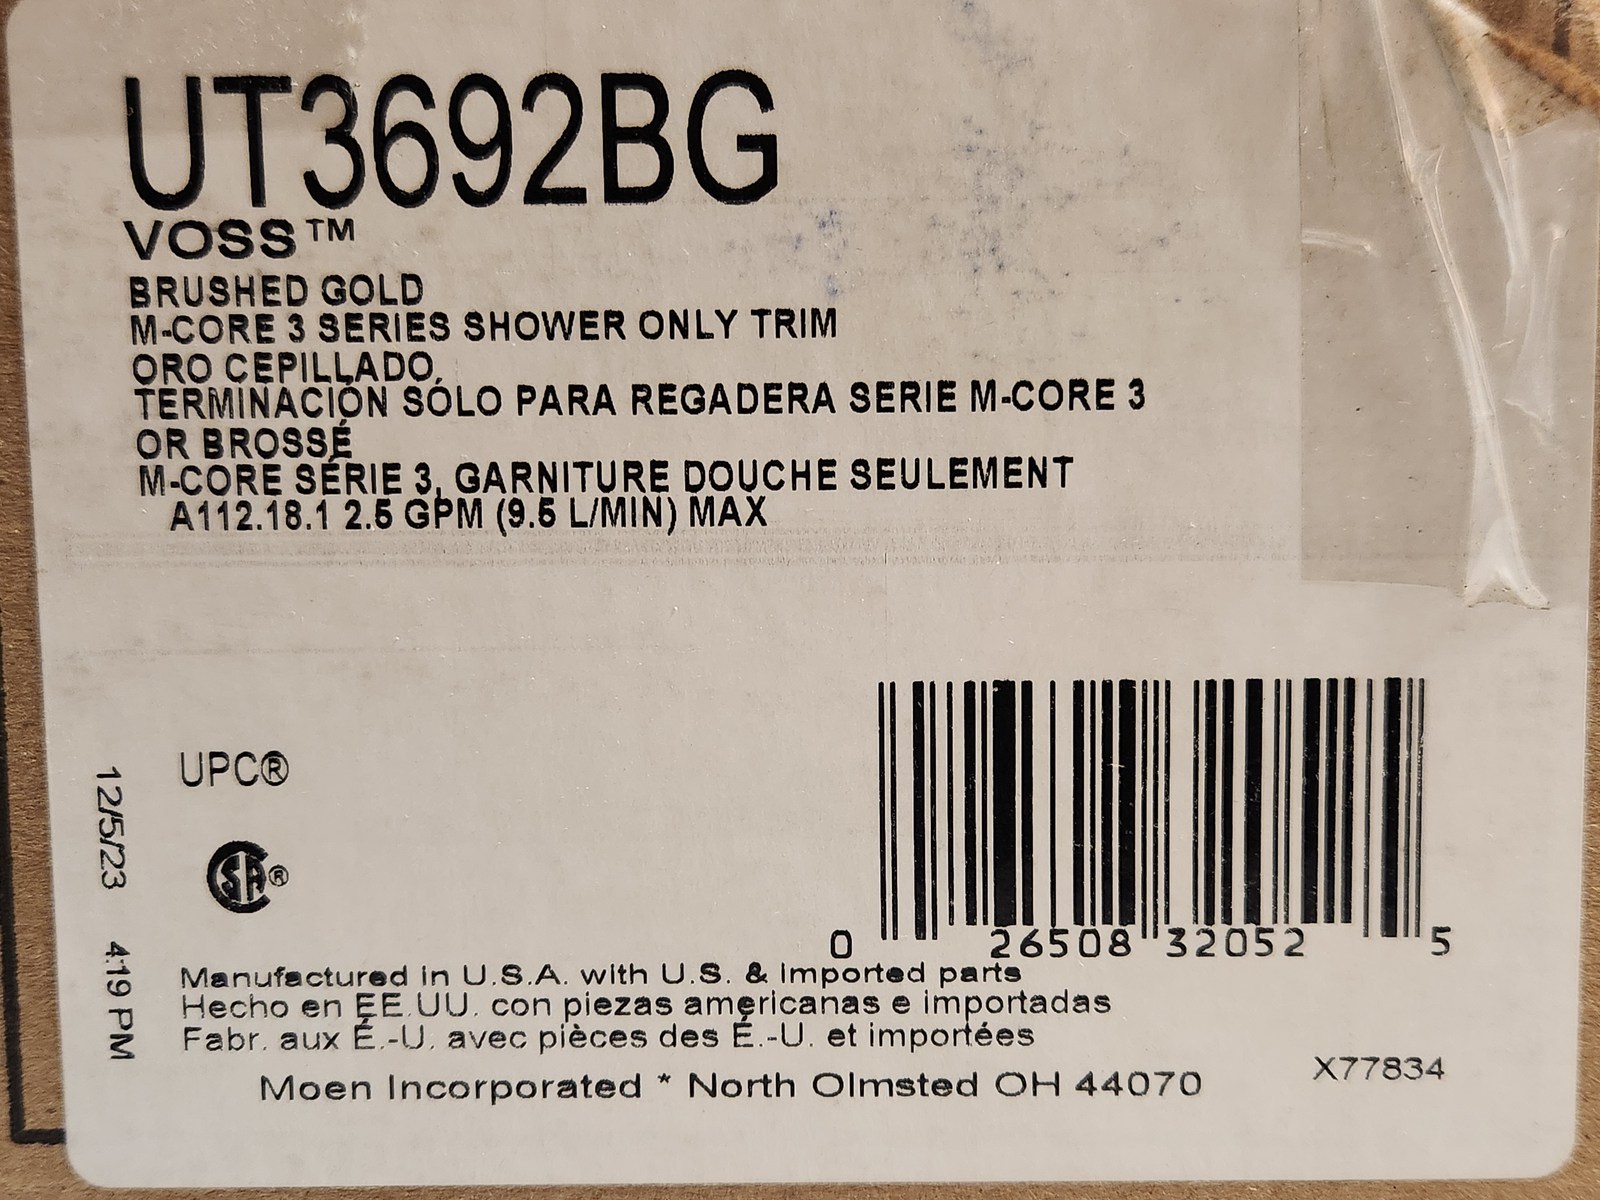 UT3692BG
VOSS™
BRUSHED GOLD
M-CORE 3 SERIES SHOWER ONLY TRIM
ORO CEPILLADO,
TERMINACIÓN SÓLO PARA REGADERA SERIE M-CORE 3
OR BROSSÉ
M-CORE SÉRIE 3, GARNITURE DOUCHE SEULEMENT
A112.18.1 2.5 GPM (9.5 L/MIN) MAX
UPC®
12/5/23 4:19 PM
SA®
0 26508 32052 5
Manufactured in U.S.A. with U.S. & Imported parts
Hecho en EE.UU. con piezas américanas e importadas
Fabr. aux É.-U. avec pièces des É.-U. et importées
Moen Incorporated * North Olmsted OH 44070
X77834